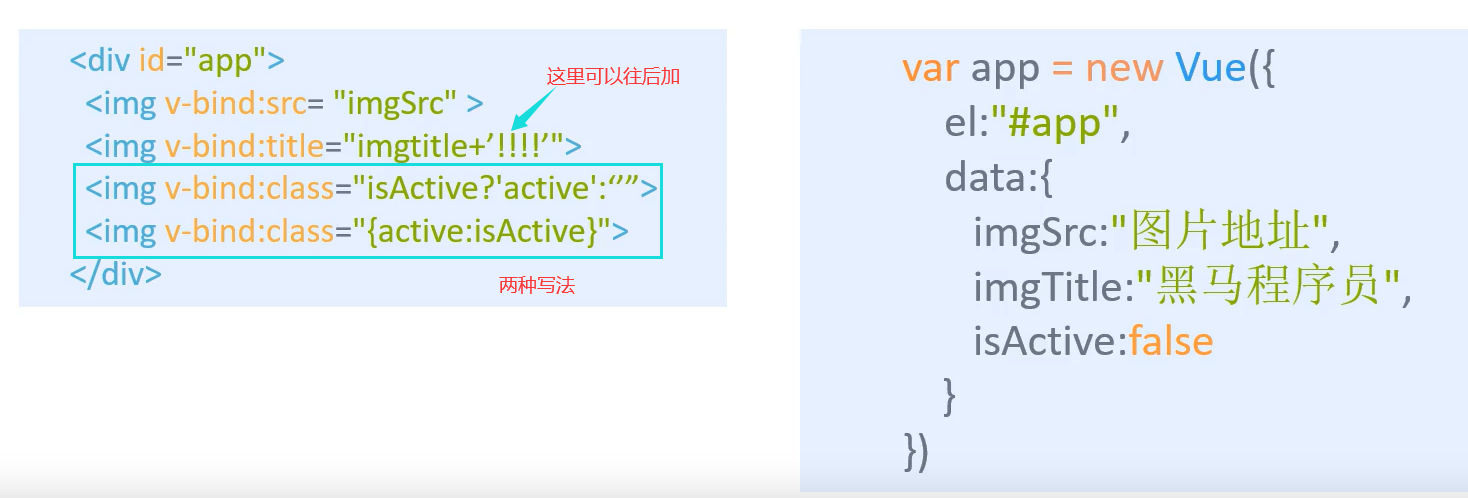 <div id="app">
这里可以往后加
<img v-bind:src= "imgSrc" >
<img v-bind:title="imgtitle+’!!!!’">
<img v-bind:class="isActive?'active':‘’”>
<img v-bind:class="{active:isActive}">
</div>
两种写法
var app = new Vue({
el:"#app",
data:{
imgSrc:"图片地址",
imgTitle:"黑马程序员",
isActive:false
}
})